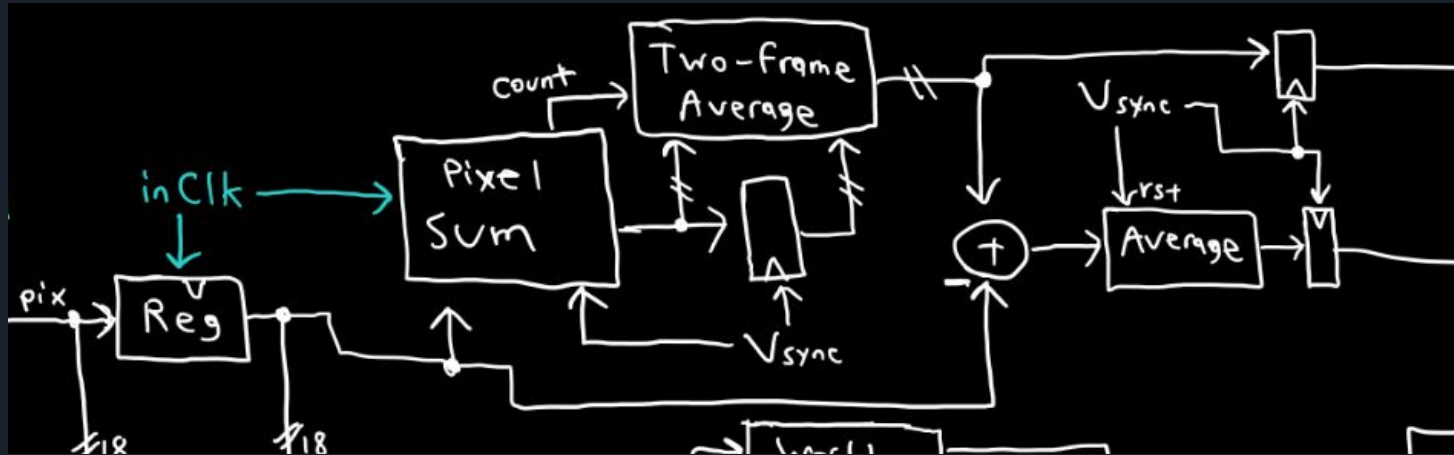 count
Two-frame
Average
Vsync
inClk
Pixel
Sum
rst
Average
+
-
pix
Reg
Vsync
18
18